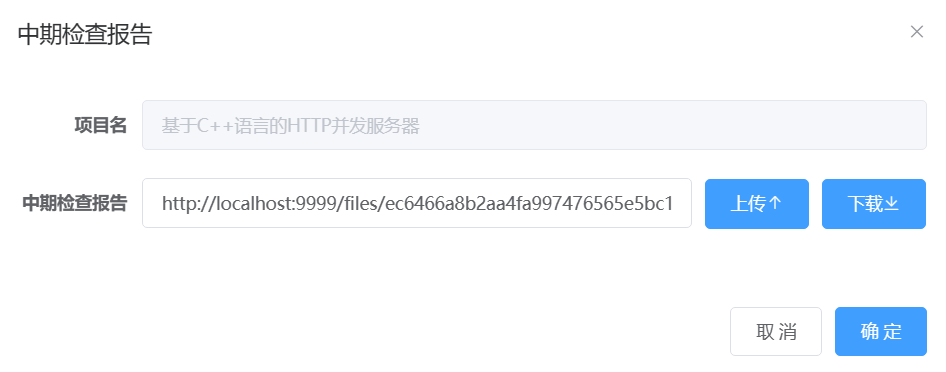 中期检查报告
项目名 基于C++语言的HTTP并发服务器
中期检查报告 http://localhost:9999/files/ec6466a8b2aa4fa997476565e5bc1 上传 下载
取消 确定